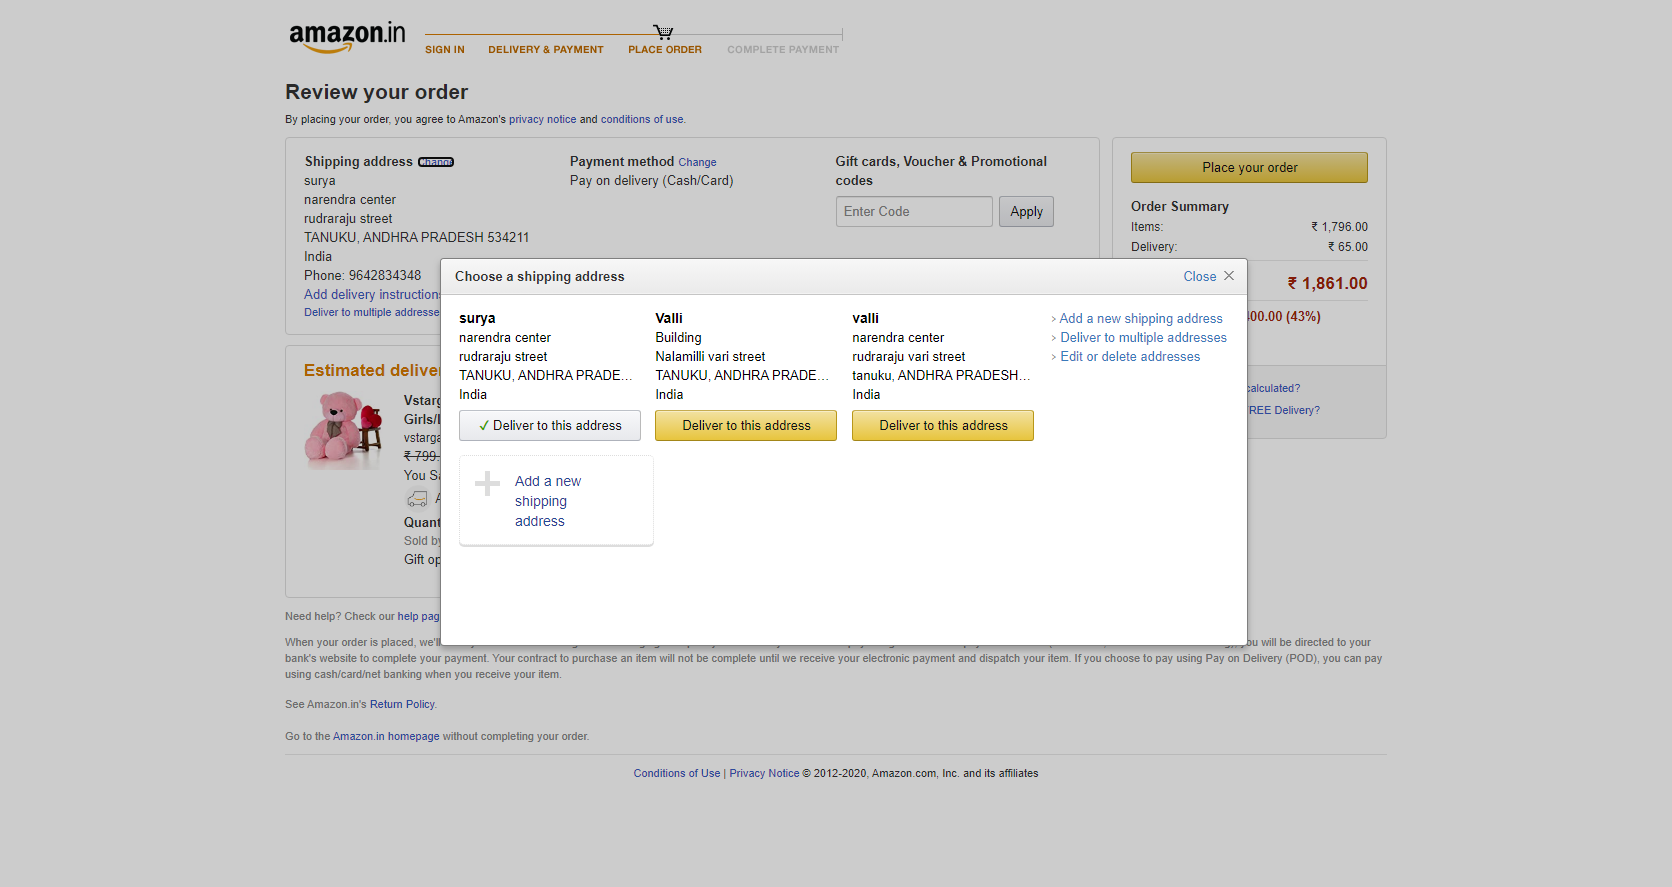 amazon.in
SIGN IN DELIVERY & PAYMENT PLACE ORDER COMPLETE PAYMENT
Review your order
By placing your order, you agree to Amazon's privacy notice and conditions of use.
Shipping address Change
surya
narendra center
rudraraju street
TANUKU, ANDHRA PRADESH 534211
India
Phone: 9642834348
Add delivery instructions
Deliver to multiple addresse
Payment method Change
Pay on delivery (Cash/Card)
Gift cards, Voucher & Promotional
codes
Enter Code Apply
Place your order
Order Summary
Items: ₹ 1,796.00
Delivery: ₹ 65.00
₹ 1,861.00
400.00 (43%)
calculated?
FREE Delivery?
Choose a shipping address Close
surya
narendra center
rudraraju street
TANUKU, ANDHRA PRADE...
India
✓ Deliver to this address
Valli
Building
Nalamilli vari street
TANUKU, ANDHRA PRADE...
India
Deliver to this address
valli
narendra center
rudraraju vari street
tanuku, ANDHRA PRADESH...
India
Deliver to this address
› Add a new shipping address
› Deliver to multiple addresses
› Edit or delete addresses
Add a new
shipping
address
Estimated delive
Vstarg
Girls/
vstarga
₹ 799.
You Sa
Quant
Sold by
Gift op
Need help? Check our help pag
When your order is placed, we'll you will be directed to your
bank's website to complete your payment. Your contract to purchase an item will not be complete until we receive your electronic payment and dispatch your item. If you choose to pay using Pay on Delivery (POD), you can pay
using cash/card/net banking when you receive your item.
See Amazon.in's Return Policy.
Go to the Amazon.in homepage without completing your order.
Conditions of Use | Privacy Notice © 2012-2020, Amazon.com, Inc. and its affiliates